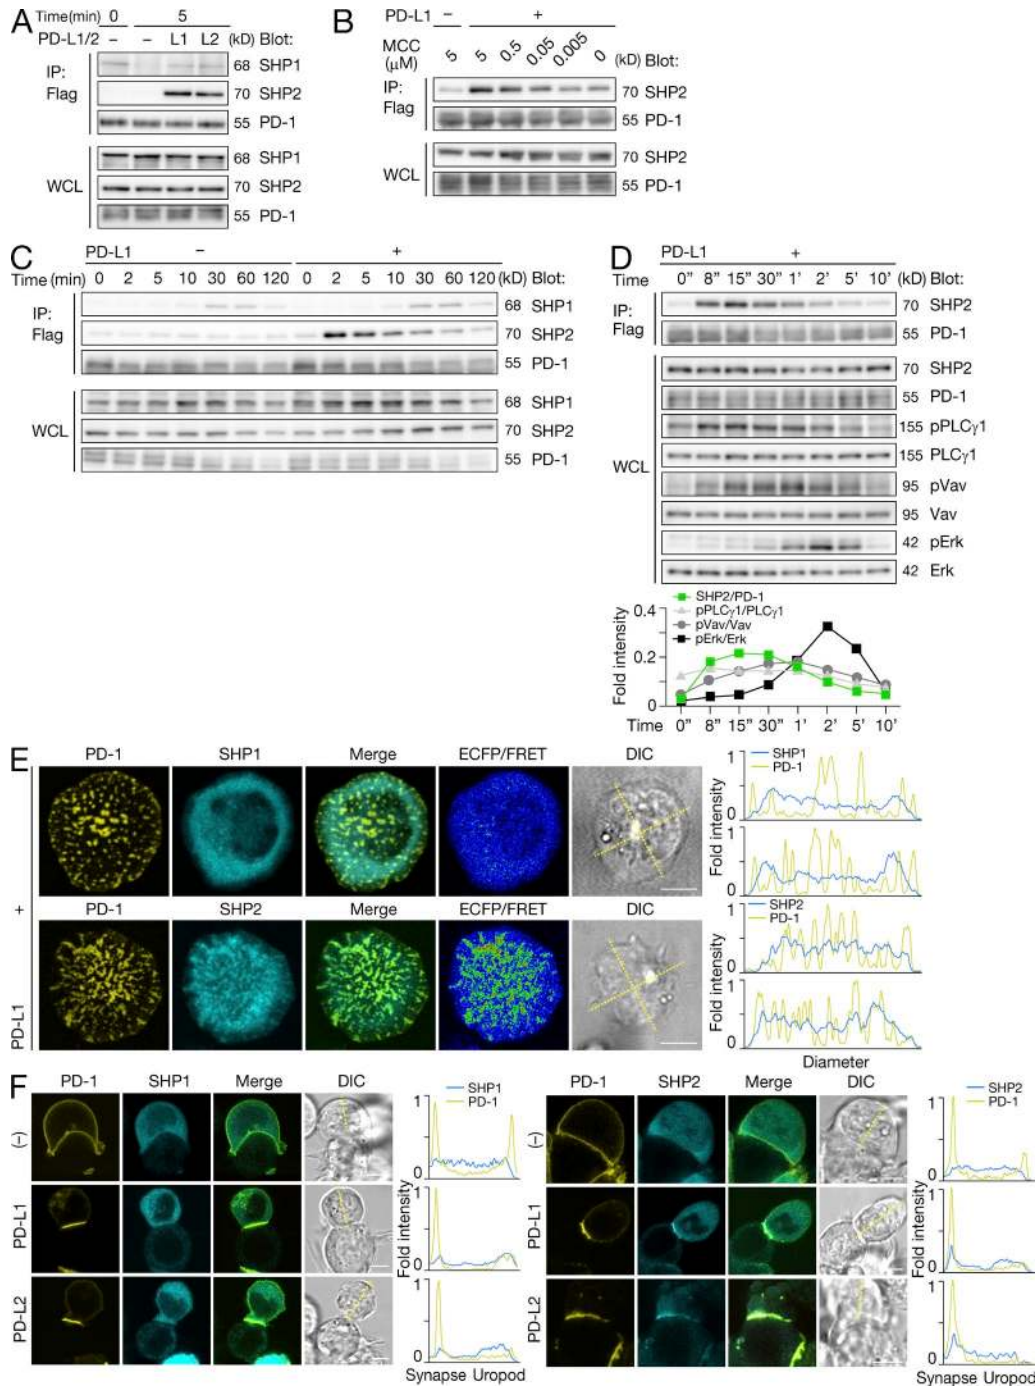 A
Time(min) 0 5
PD-L1/2 – – L1 L2 (kD) Blot:
IP: Flag
68 SHP1
70 SHP2
55 PD-1
WCL
68 SHP1
70 SHP2
55 PD-1
B
PD-L1 – +
MCC (μM) 5 5 0.5 0.05 0.005 0 (kD) Blot:
IP: Flag
70 SHP2
55 PD-1
WCL
70 SHP2
55 PD-1
C
PD-L1 – +
Time (min) 0 2 5 10 30 60 120 0 2 5 10 30 60 120 (kD) Blot:
IP: Flag
68 SHP1
70 SHP2
55 PD-1
WCL
68 SHP1
70 SHP2
55 PD-1
D
PD-L1 +
Time 0" 8" 15" 30" 1' 2' 5' 10' (kD) Blot:
IP: Flag
70 SHP2
55 PD-1
WCL
70 SHP2
55 PD-1
155 pPLCγ1
155 PLCγ1
95 pVav
95 Vav
42 pErk
42 Erk
SHP2/PD-1
pPLCγ1/PLCγ1
pVav/Vav
pErk/Erk
Fold intensity
0.4
0.2
0
Time 0" 8" 15" 30" 1' 2' 5' 10'
E
PD-L1 +
PD-1 SHP1 Merge ECFP/FRET DIC
SHP1
PD-1
Fold intensity
1
0
Fold intensity
1
0
PD-1 SHP2 Merge ECFP/FRET DIC
SHP2
PD-1
Fold intensity
1
0
Fold intensity
1
0
Diameter
F
PD-1 SHP1 Merge DIC
SHP1
PD-1
(–)
PD-L1
PD-L2
Fold intensity
1
0
1
0
1
0
Synapse Uropod
PD-1 SHP2 Merge DIC
SHP2
PD-1
(–)
PD-L1
PD-L2
Fold intensity
1
0
1
0
1
0
Synapse Uropod